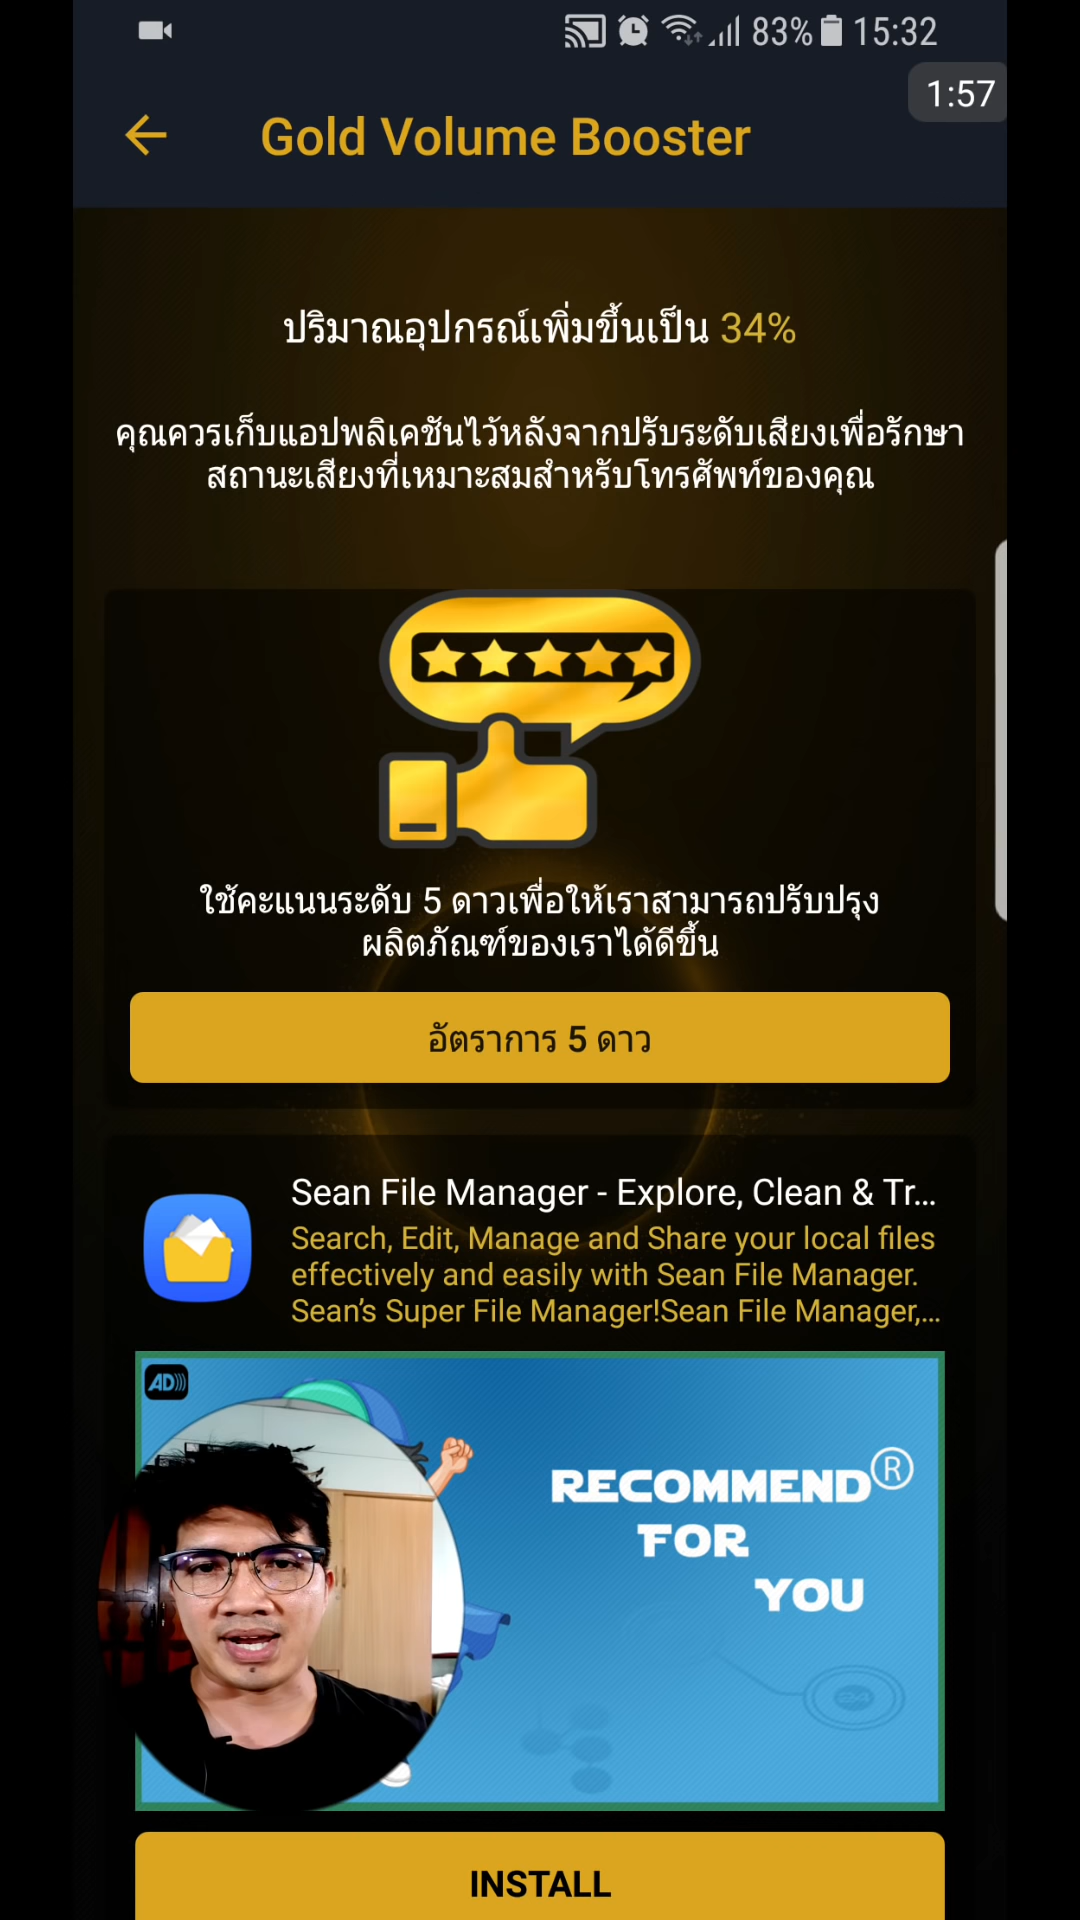 83% 15:32
1:57
Gold Volume Booster
ปริมาณอุปกรณ์เพิ่มขึ้นเป็น 34%
คุณควรเก็บแอปพลิเคชันไว้หลังจากปรับระดับเสียงเพื่อรักษา
สถานะเสียงที่เหมาะสมสำหรับโทรศัพท์ของคุณ
ใช้คะแนนระดับ 5 ดาวเพื่อให้เราสามารถปรับปรุง
ผลิตภัณฑ์ของเราได้ดีขึ้น
อัตราการ 5 ดาว
Sean File Manager - Explore, Clean & Tr...
Search, Edit, Manage and Share your local files
effectively and easily with Sean File Manager.
Sean’s Super File Manager!Sean File Manager,...
AD
RECOMMEND®
FOR
YOU
INSTALL